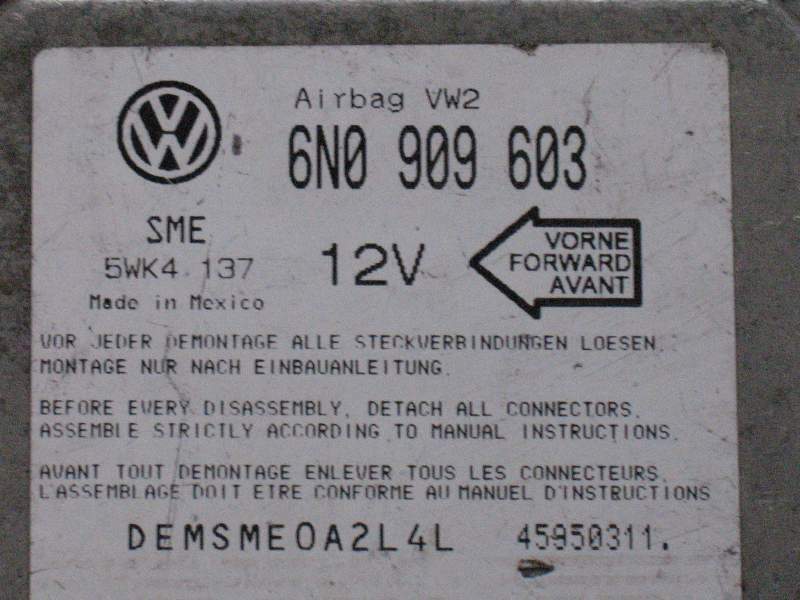 Airbag VW2
6N0 909 603
SME
5WK4 137
Made in Mexico
12V
VORNE
FORWARD
AVANT
VOR JEDER DEMONTAGE ALLE STECKVERBINDUNGEN LOESEN.
MONTAGE NUR NACH EINBAUANLEITUNG.
BEFORE EVERY DISASSEMBLY, DETACH ALL CONNECTORS.
ASSEMBLE STRICTLY ACCORDING TO MANUAL INSTRUCTIONS.
AVANT TOUT DEMONTAGE ENLEVER TOUS LES CONNECTEURS.
L'ASSEMBLAGE DOIT ETRE CONFORME AU MANUEL D'INSTRUCTIONS
DEMSME0A2L4L 45950311.